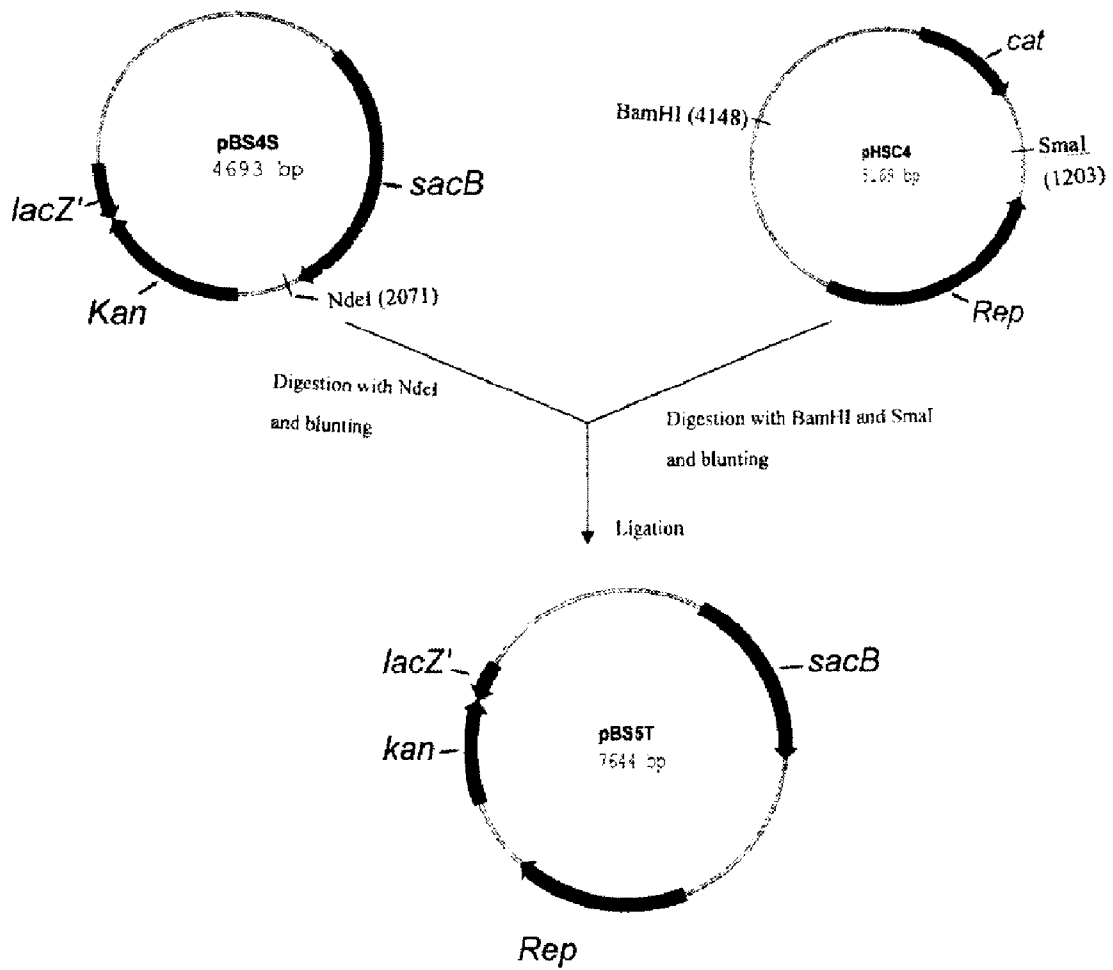 pBS4S
4693 bp
sacB
lacZ'
Kan
NdeI (2071)
cat
BamHI (4148)
pHSC4
bp
SmaI
(1203)
Rep
Digestion with NdeI
and blunting
Digestion with BamHI and SmaI
and blunting
Ligation
lacZ'
sacB
kan
pBS5T
7644 bp
Rep